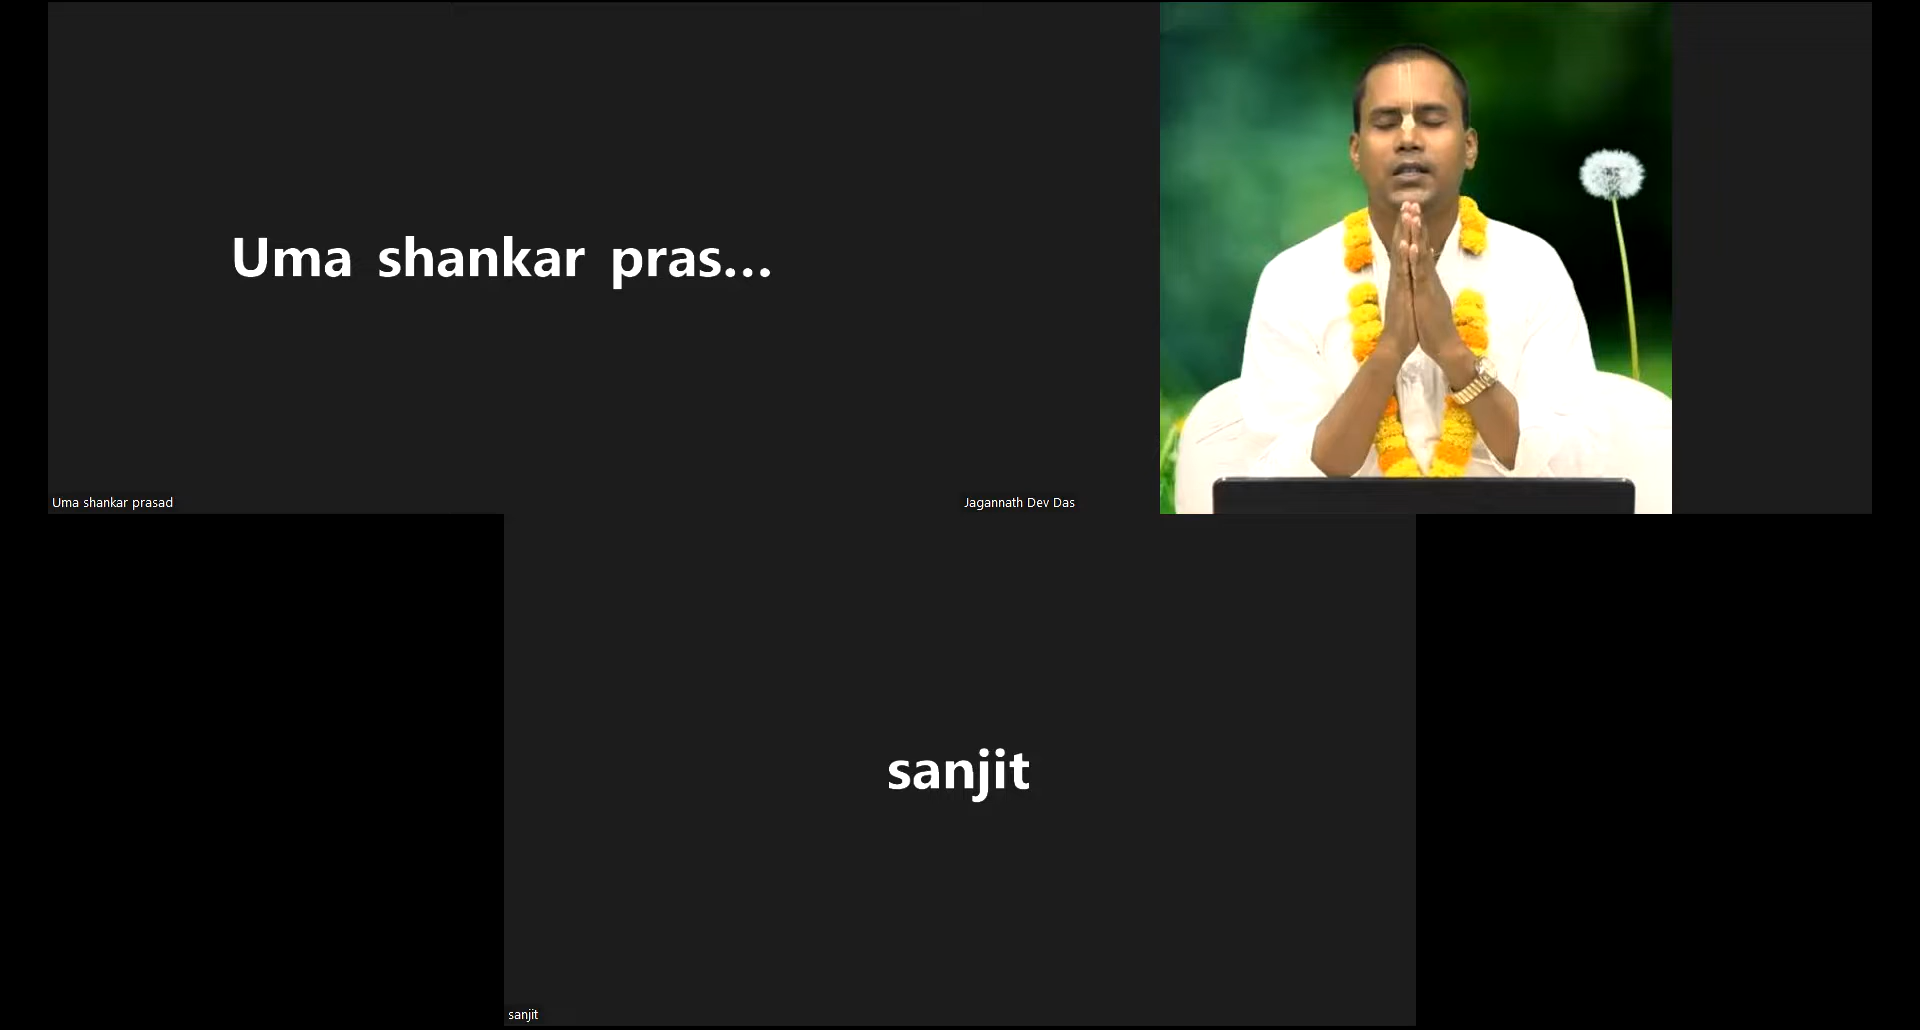 Uma shankar pras...
Uma shankar prasad
Jagannath Dev Das
sanjit
sanjit